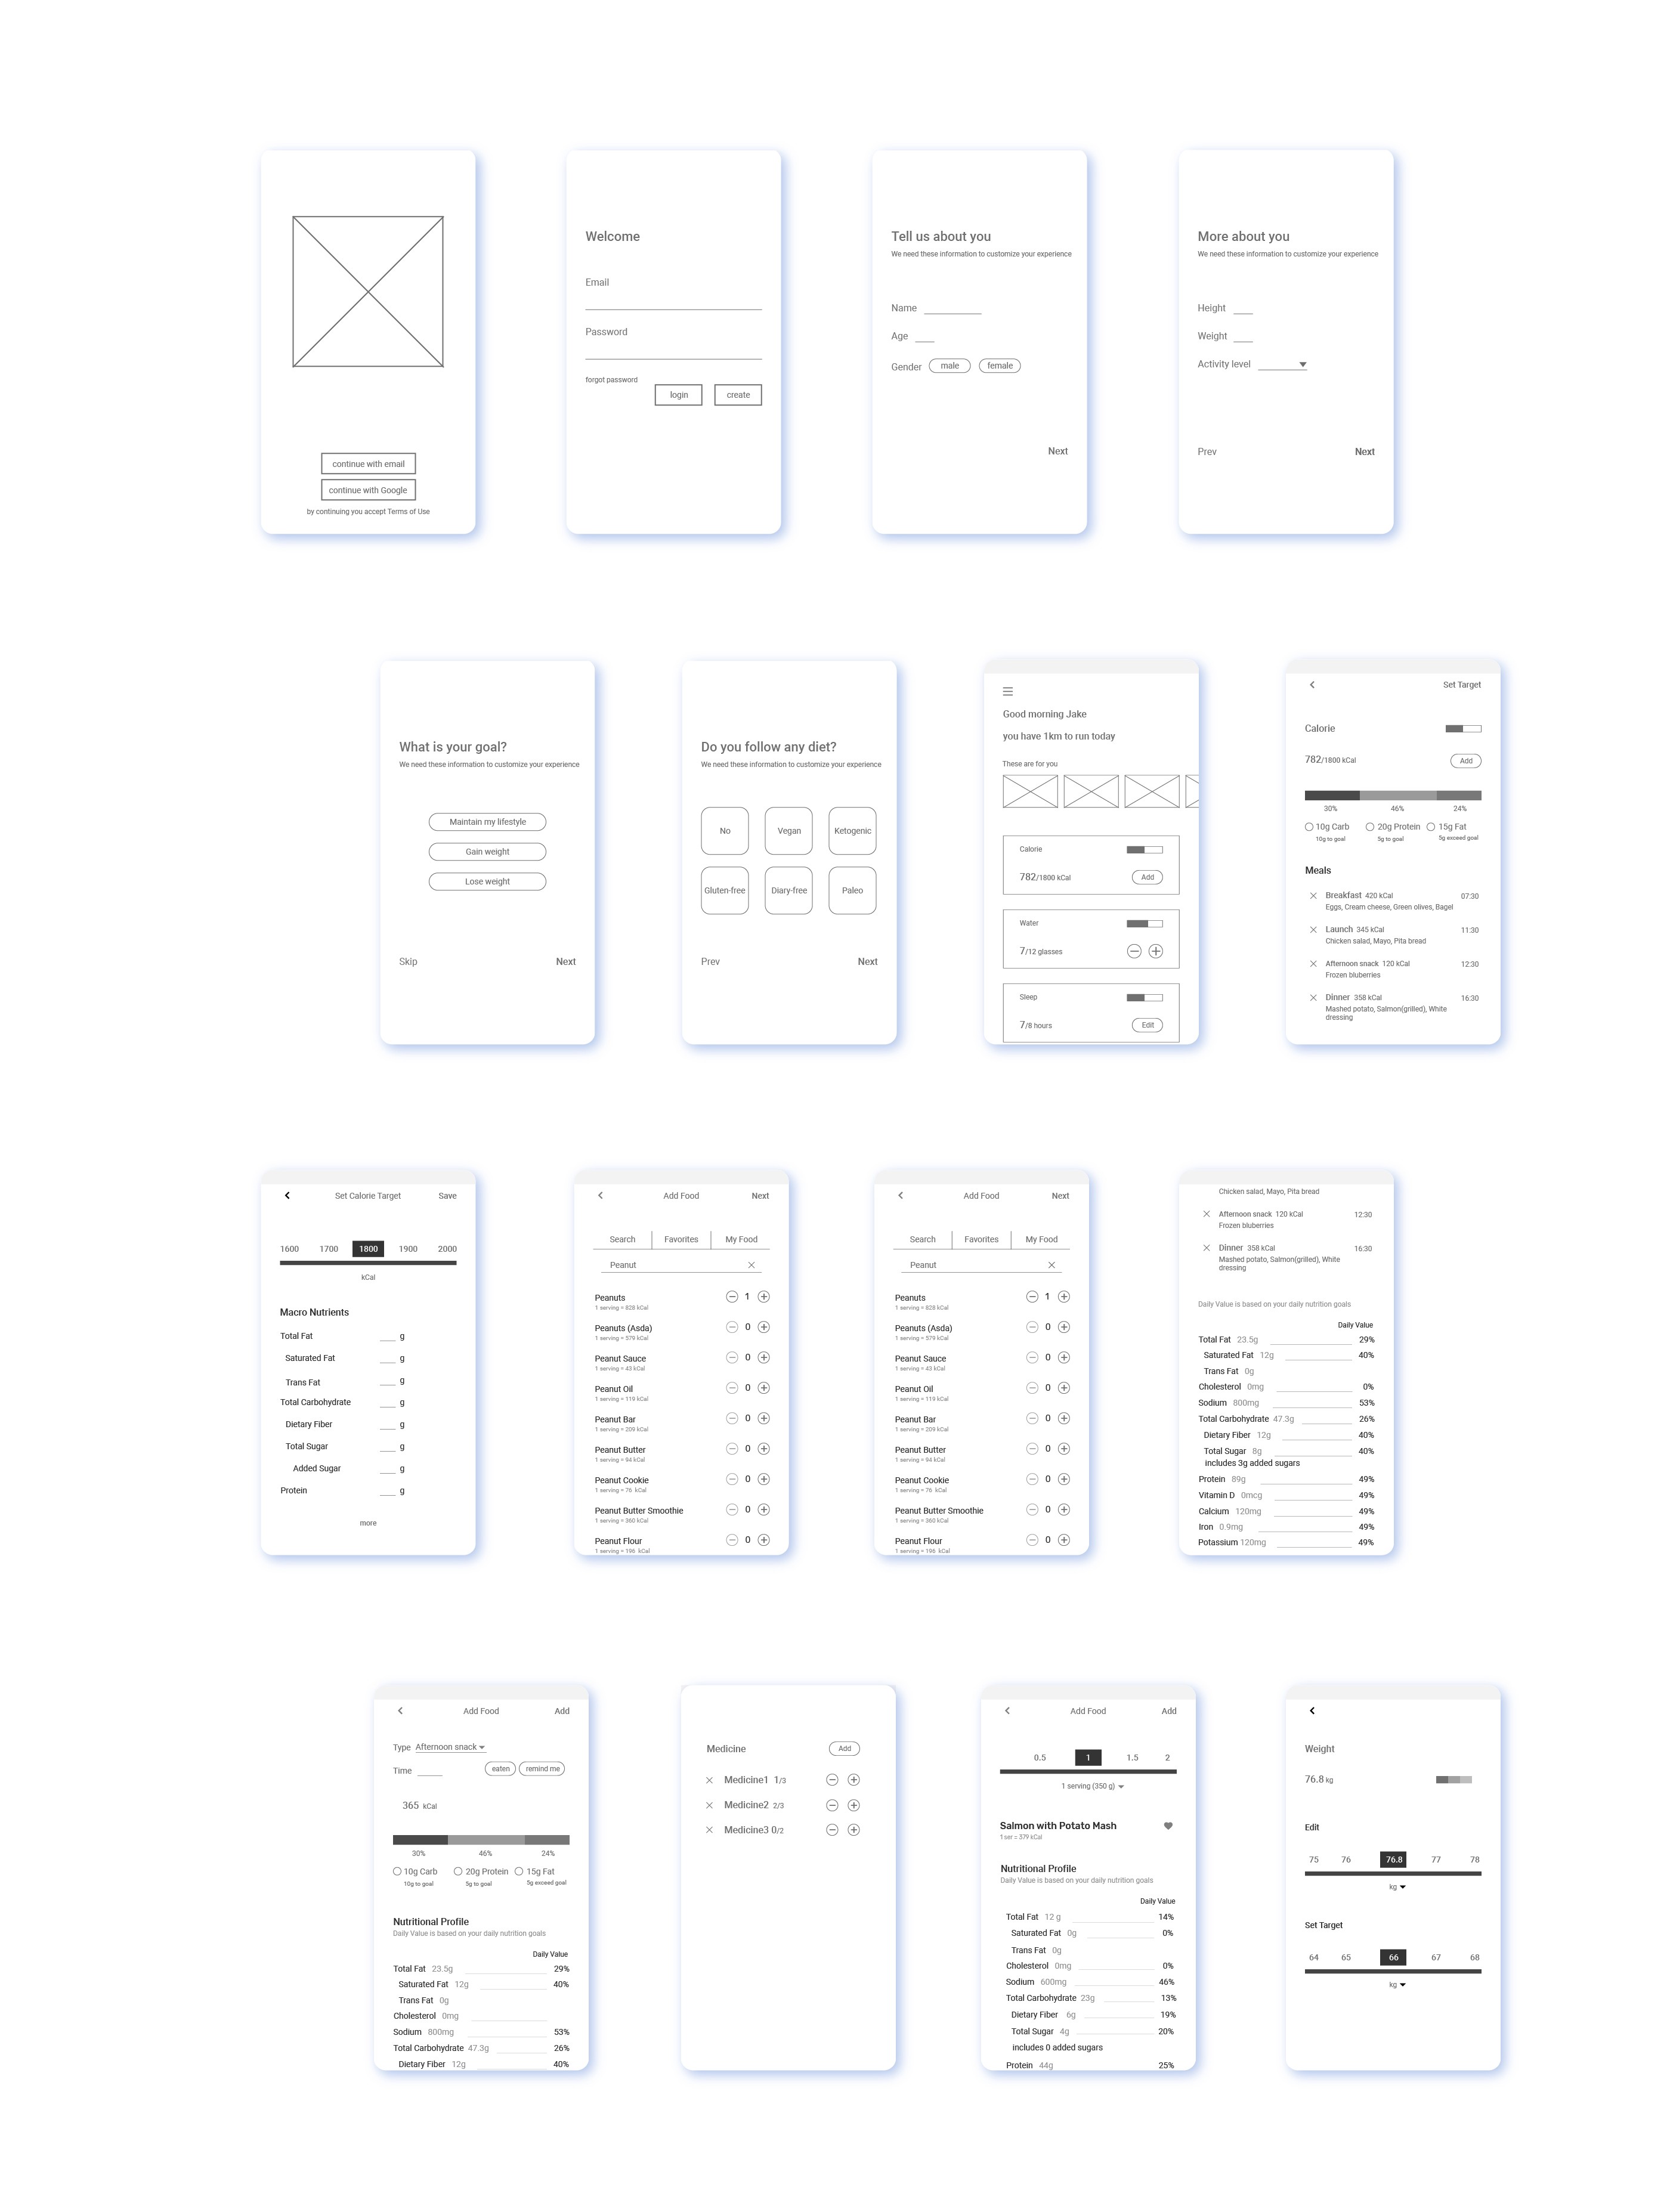 continue with email
continue with Google
by continuing you accept Terms of Use
Welcome
Email
Password
forgot password
login
create
Tell us about you
We need these information to customize your experience
Name
Age
Gender male female
Next
More about you
We need these information to customize your experience
Height
Weight
Activity level
Prev Next
What is your goal?
We need these information to customize your experience
Maintain my lifestyle
Gain weight
Lose weight
Skip Next
Do you follow any diet?
We need these information to customize your experience
No Vegan Ketogenic
Gluten-free Diary-free Paleo
Prev Next
Good morning Jake
you have 1km to run today
These are for you
Calorie
782/1800 kCal Add
Water
7/12 glasses
Sleep
7/8 hours Edit
Set Target
Calorie
782/1800 kCal Add
30% 46% 24%
10g Carb 20g Protein 15g Fat
10g to goal 5g to goal 5g exceed goal
Meals
Breakfast 420 kCal 07:30
Eggs, Cream cheese, Green olives, Bagel
Launch 345 kCal 11:30
Chicken salad, Mayo, Pita bread
Afternoon snack 120 kCal 12:30
Frozen bluberries
Dinner 358 kCal 16:30
Mashed potato, Salmon(grilled), White
dressing
Set Calorie Target Save
1600 1700 1800 1900 2000
kCal
Macro Nutrients
Total Fat g
Saturated Fat g
Trans Fat g
Total Carbohydrate g
Dietary Fiber g
Total Sugar g
Added Sugar g
Protein g
more
Add Food Next
Search Favorites My Food
Peanut
Peanuts 1
1 serving = 828 kCal
Peanuts (Asda) 0
1 serving = 579 kCal
Peanut Sauce 0
1 serving = 43 kCal
Peanut Oil 0
1 serving = 119 kCal
Peanut Bar 0
1 serving = 209 kCal
Peanut Butter 0
1 serving = 94 kCal
Peanut Cookie 0
1 serving = 76 kCal
Peanut Butter Smoothie 0
1 serving = 360 kCal
Peanut Flour 0
1 serving = 196 kCal
Add Food Next
Search Favorites My Food
Peanut
Peanuts 1
1 serving = 828 kCal
Peanuts (Asda) 0
1 serving = 579 kCal
Peanut Sauce 0
1 serving = 43 kCal
Peanut Oil 0
1 serving = 119 kCal
Peanut Bar 0
1 serving = 209 kCal
Peanut Butter 0
1 serving = 94 kCal
Peanut Cookie 0
1 serving = 76 kCal
Peanut Butter Smoothie 0
1 serving = 360 kCal
Peanut Flour 0
1 serving = 196 kCal
Chicken salad, Mayo, Pita bread
Afternoon snack 120 kCal 12:30
Frozen bluberries
Dinner 358 kCal 16:30
Mashed potato, Salmon(grilled), White
dressing
Daily Value is based on your daily nutrition goals
Daily Value
Total Fat 23.5g 29%
Saturated Fat 12g 40%
Trans Fat 0g
Cholesterol 0mg 0%
Sodium 800mg 53%
Total Carbohydrate 47.3g 26%
Dietary Fiber 12g 40%
Total Sugar 8g 40%
includes 3g added sugars
Protein 89g 49%
Vitamin D 0mcg 49%
Calcium 120mg 49%
Iron 0.9mg 49%
Potassium 120mg 49%
Add Food Add
Type Afternoon snack
Time eaten remind me
365 kCal
30% 46% 24%
10g Carb 20g Protein 15g Fat
10g to goal 5g to goal 5g exceed goal
Nutritional Profile
Daily Value is based on your daily nutrition goals
Daily Value
Total Fat 23.5g 29%
Saturated Fat 12g 40%
Trans Fat 0g
Cholesterol 0mg
Sodium 800mg 53%
Total Carbohydrate 47.3g 26%
Dietary Fiber 12g 40%
Medicine Add
Medicine1 1/3
Medicine2 2/3
Medicine3 0/2
Add Food Add
0.5 1 1.5 2
1 serving (350 g)
Salmon with Potato Mash
1 ser = 379 kCal
Nutritional Profile
Daily Value is based on your daily nutrition goals
Daily Value
Total Fat 12 g 14%
Saturated Fat 0g 0%
Trans Fat 0g
Cholesterol 0mg 0%
Sodium 600mg 46%
Total Carbohydrate 23g 13%
Dietary Fiber 6g 19%
Total Sugar 4g 20%
includes 0 added sugars
Protein 44g 25%
Weight
76.8 kg
Edit
75 76 76.8 77 78
kg
Set Target
64 65 66 67 68
kg